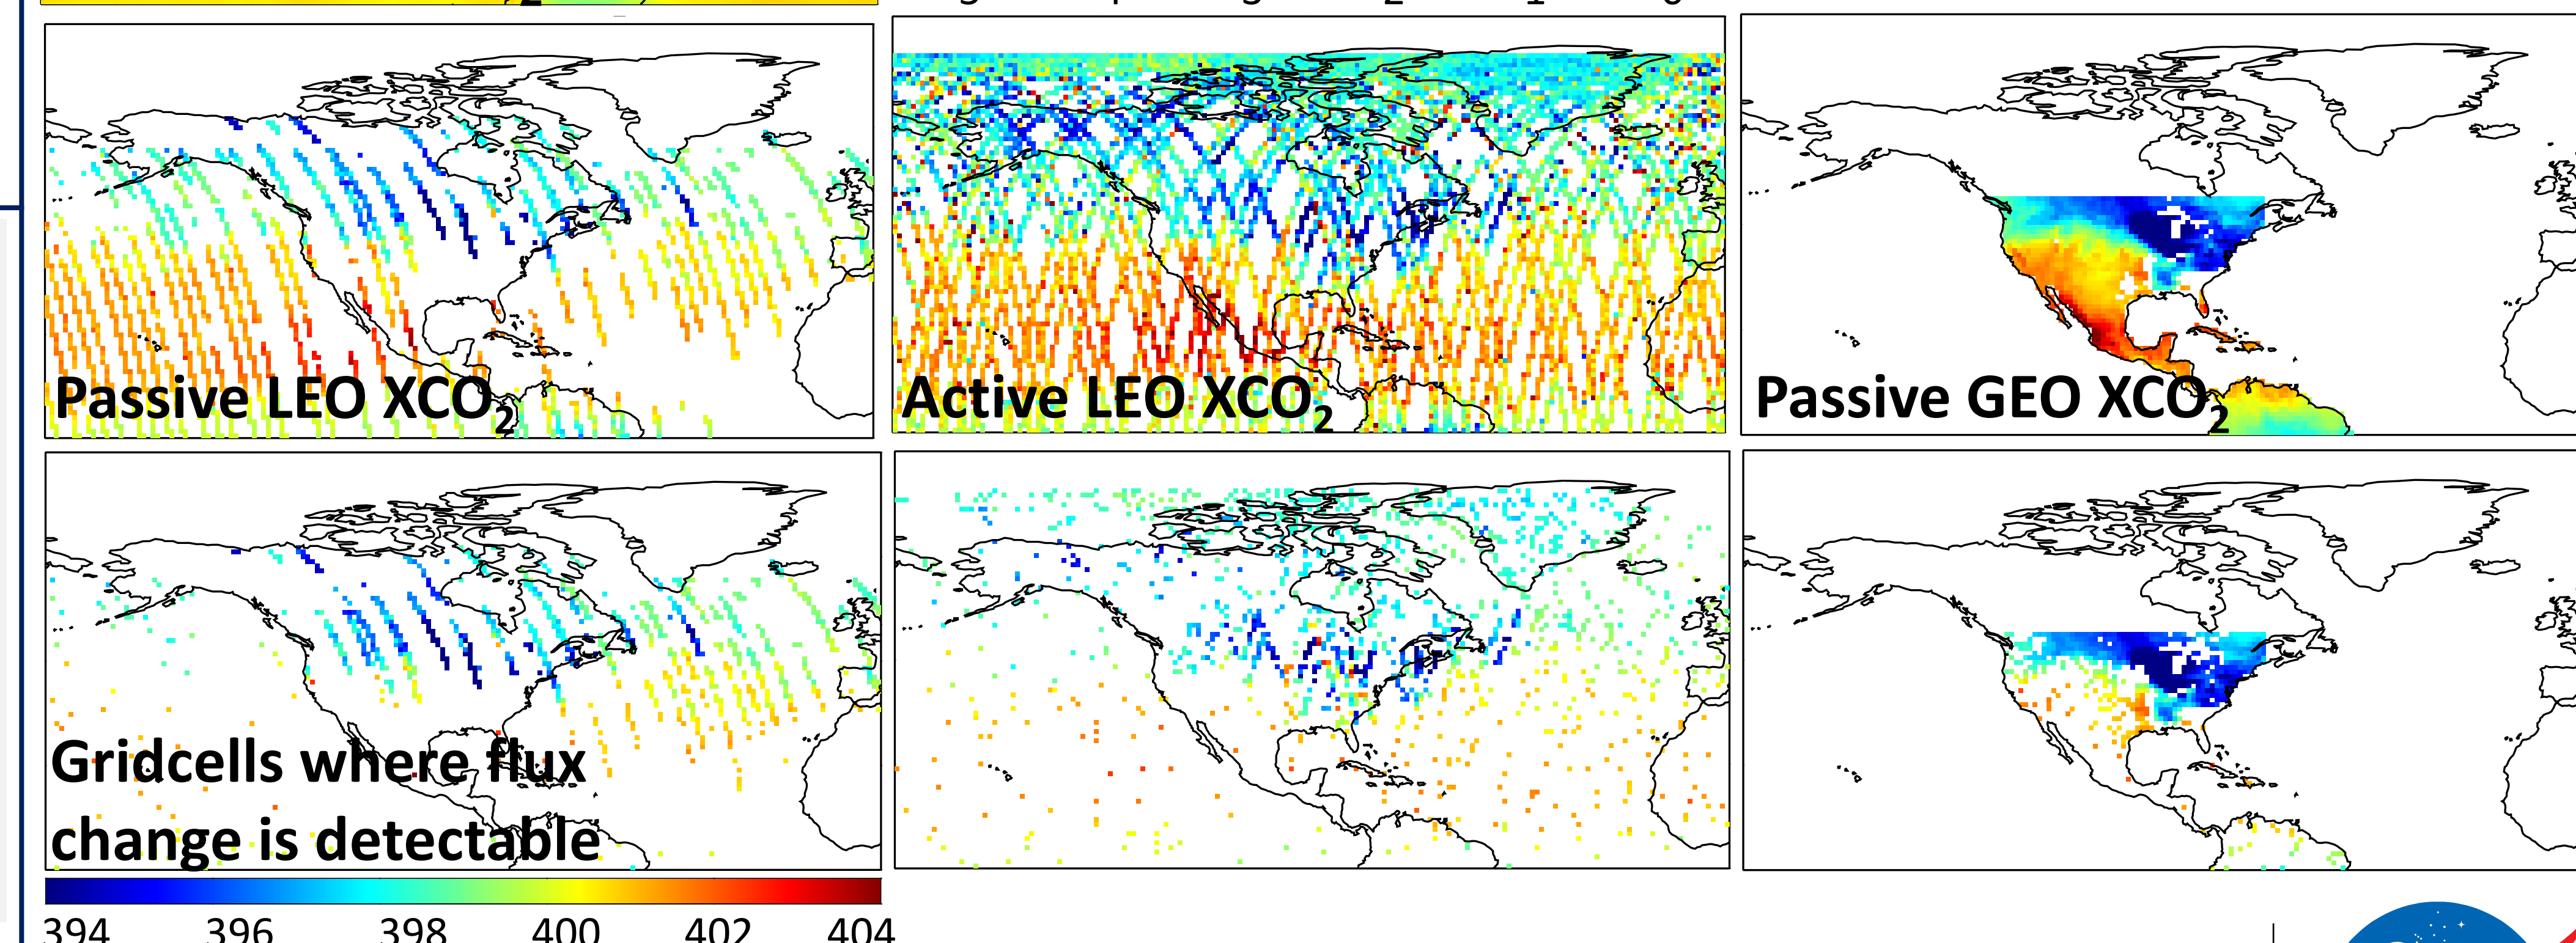 Passive LEO XCO₂
Active LEO XCO₂
Passive GEO XCO₂
Gridcells where flux
change is detectable
394 396 398 400 402 404